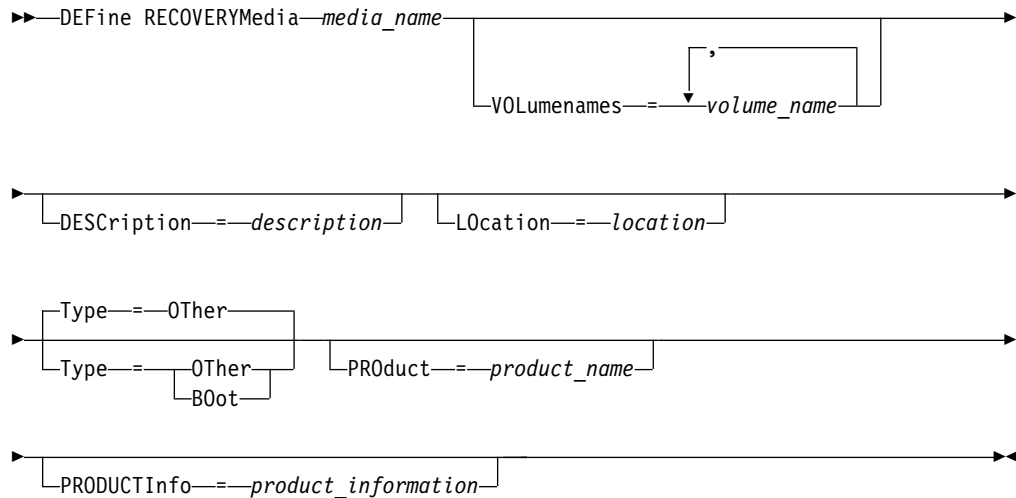 DEFine RECOVERYMedia media_name
,
VOLumenames = volume_name
DESCription = description LOcation = location
Type = OTher
Type = OTher PROduct = product_name
BOot
PRODUCTInfo = product_information